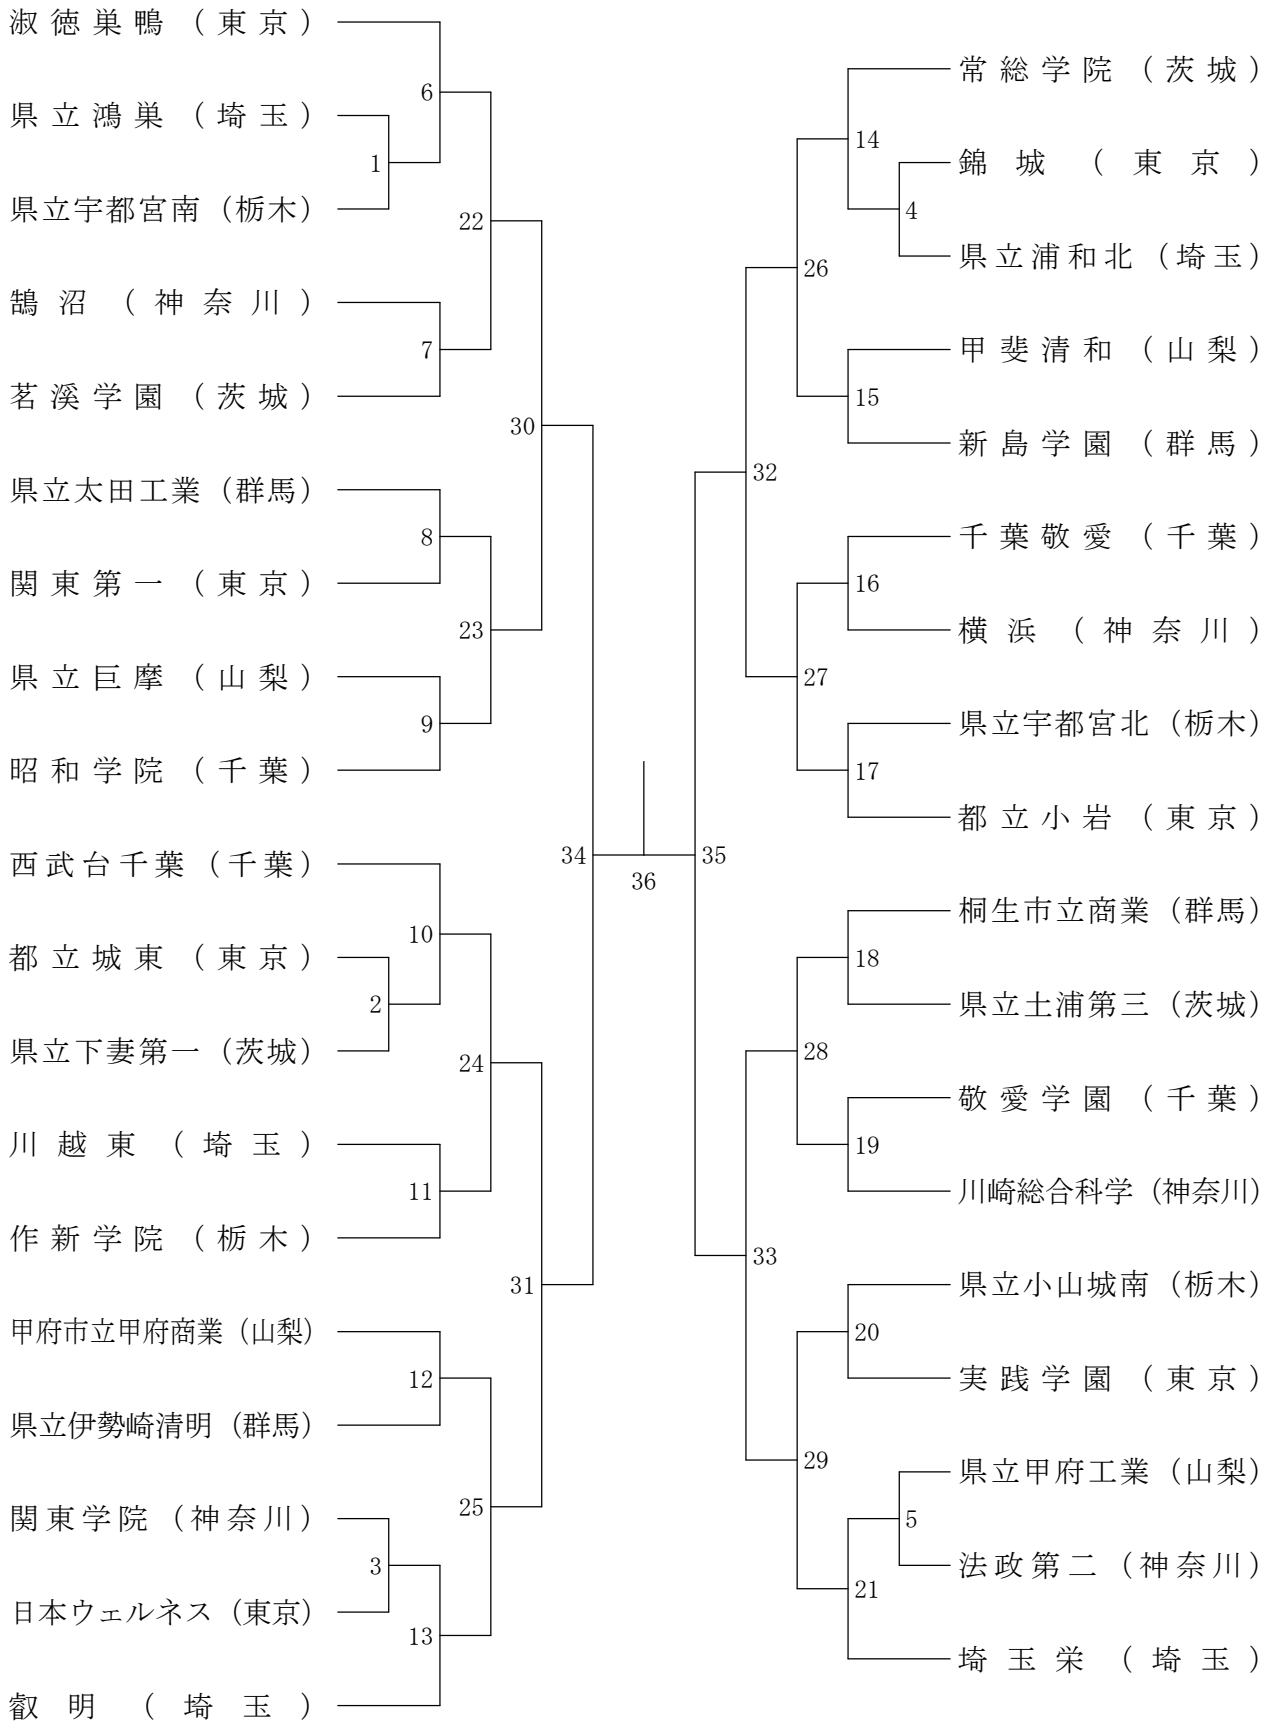 淑徳巣鴨（東京）
県立鴻巣（埼玉）
県立宇都宮南（栃木）
鵠沼（神奈川）
茗溪学園（茨城）
県立太田工業（群馬）
関東第一（東京）
県立巨摩（山梨）
昭和学院（千葉）
西武台千葉（千葉）
都立城東（東京）
県立下妻第一（茨城）
川越東（埼玉）
作新学院（栃木）
甲府市立甲府商業（山梨）
県立伊勢崎清明（群馬）
関東学院（神奈川）
日本ウェルネス（東京）
叡明（埼玉）
1
2
3
6
7
8
9
10
11
12
13
22
23
24
25
30
31
34
36
35
32
33
26
27
28
29
14
15
16
17
18
19
20
21
4
5
常総学院（茨城）
錦城（東京）
県立浦和北（埼玉）
甲斐清和（山梨）
新島学園（群馬）
千葉敬愛（千葉）
横浜（神奈川）
県立宇都宮北（栃木）
都立小岩（東京）
桐生市立商業（群馬）
県立土浦第三（茨城）
敬愛学園（千葉）
川崎総合科学（神奈川）
県立小山城南（栃木）
実践学園（東京）
県立甲府工業（山梨）
法政第二（神奈川）
埼玉栄（埼玉）